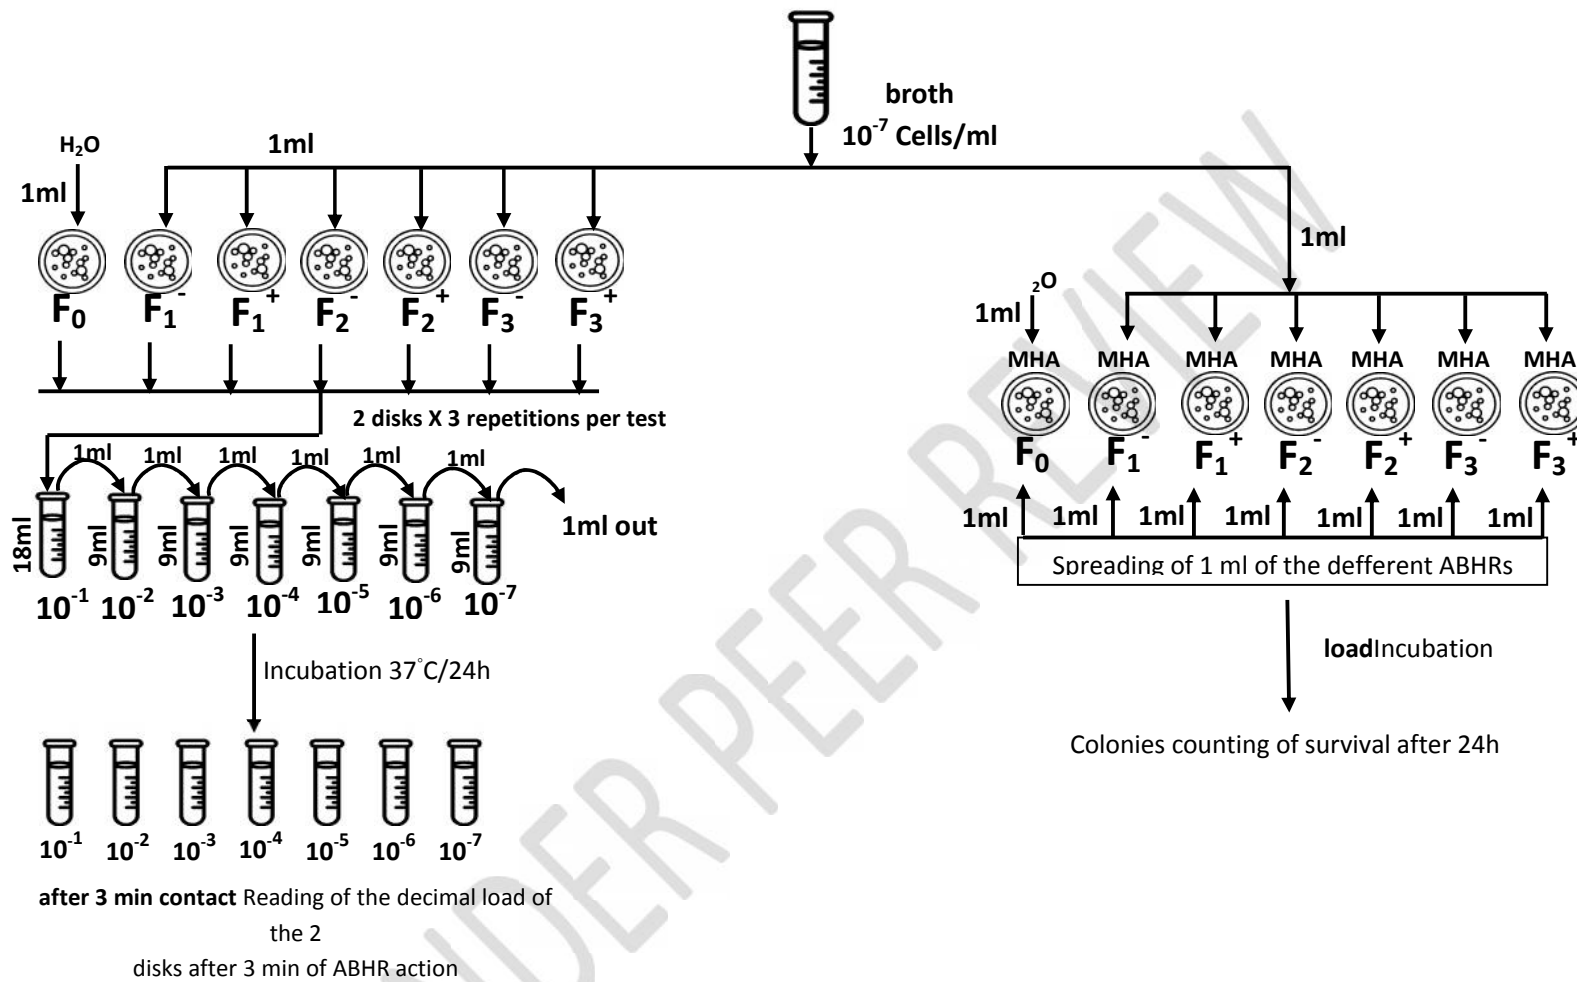 broth
10⁻⁷ Cells/ml
H₂O
1ml
1ml
F₀ F₁⁻ F₁⁺ F₂⁻ F₂⁺ F₃⁻ F₃⁺
2 disks X 3 repetitions per test
1ml 1ml 1ml 1ml 1ml 1ml
1ml out
18ml 9ml 9ml 9ml 9ml 9ml 9ml
10⁻¹ 10⁻² 10⁻³ 10⁻⁴ 10⁻⁵ 10⁻⁶ 10⁻⁷
Incubation 37°C/24h
10⁻¹ 10⁻² 10⁻³ 10⁻⁴ 10⁻⁵ 10⁻⁶ 10⁻⁷
after 3 min contact Reading of the decimal load of
the 2
disks after 3 min of ABHR action
1ml
₂O
1ml
MHA MHA MHA MHA MHA MHA MHA
F₀ F₁⁻ F₁⁺ F₂⁻ F₂⁺ F₃⁻ F₃⁺
1ml 1ml 1ml 1ml 1ml 1ml 1ml
Spreading of 1 ml of the defferent ABHRs
loadIncubation
Colonies counting of survival after 24h
NDER PEER REVIEW